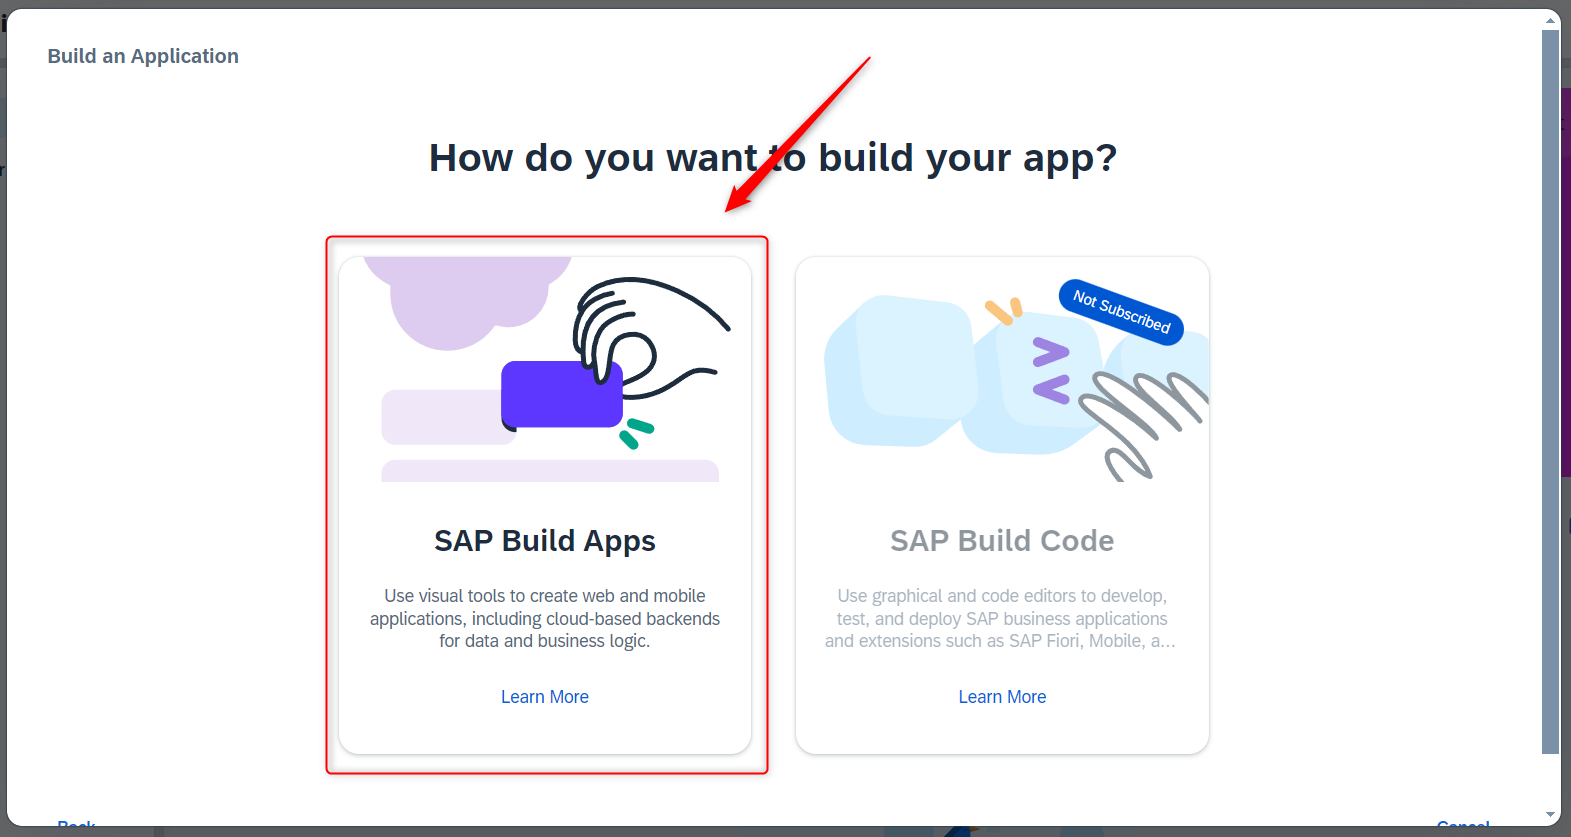 Build an Application
How do you want to build your app?
Not Subscribed
SAP Build Apps
Use visual tools to create web and mobile
applications, including cloud-based backends
for data and business logic.
Learn More
SAP Build Code
Use graphical and code editors to develop,
test, and deploy SAP business applications
and extensions such as SAP Fiori, Mobile, a...
Learn More
Back
Cancel